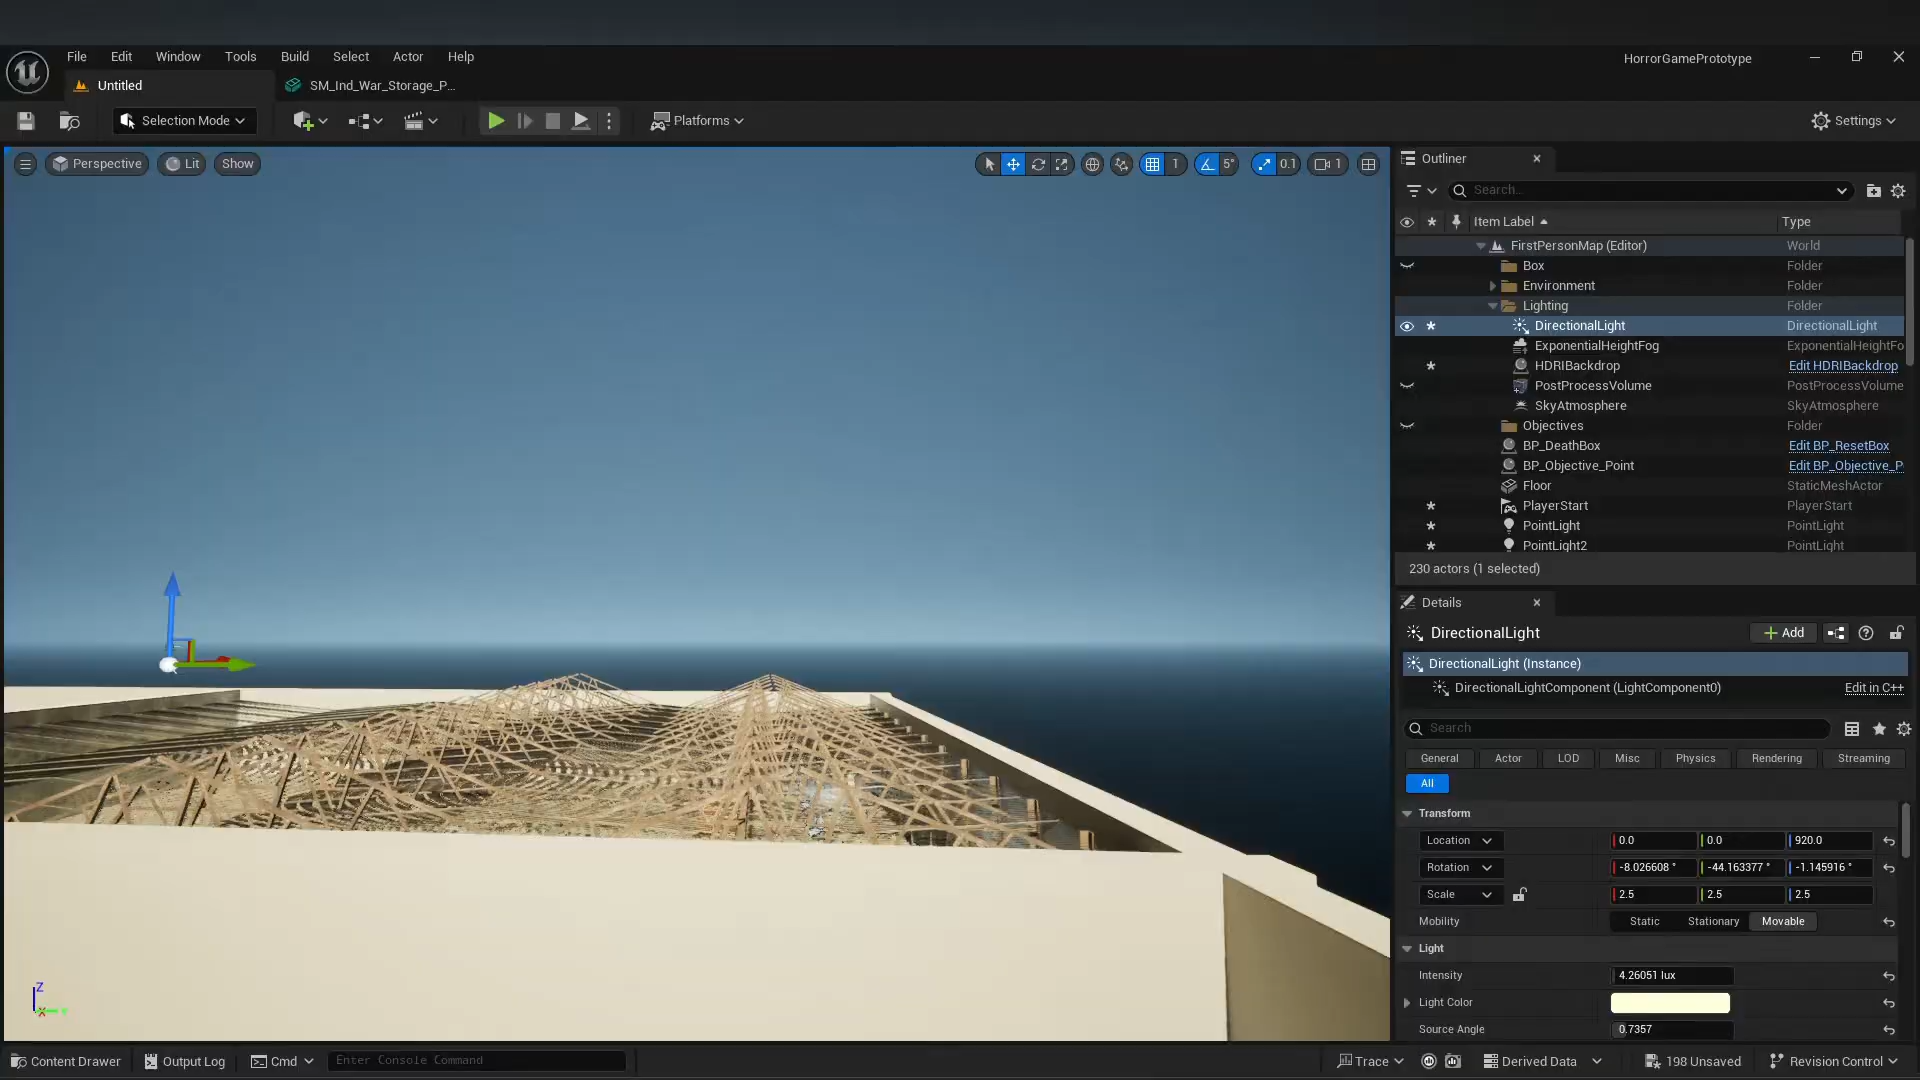 File Edit Window Tools Build Select Actor Help
HorrorGamePrototype
Untitled
SM_Ind_War_Storage_P...
Selection Mode
Platforms
Settings
Perspective Lit Show
1 5° 0.1 1
Outliner
Search...
Item Label Type
FirstPersonMap (Editor) World
Box Folder
Environment Folder
Lighting Folder
DirectionalLight DirectionalLight
ExponentialHeightFog ExponentialHeightFo
HDRIBackdrop Edit HDRIBackdrop
PostProcessVolume PostProcessVolume
SkyAtmosphere SkyAtmosphere
Objectives Folder
BP_DeathBox Edit BP_ResetBox
BP_Objective_Point Edit BP_Objective_P
Floor StaticMeshActor
PlayerStart PlayerStart
PointLight PointLight
PointLight2 PointLight
230 actors (1 selected)
Details
DirectionalLight
Add
DirectionalLight (Instance)
DirectionalLightComponent (LightComponent0) Edit in C++
Search
General Actor LOD Misc Physics Rendering Streaming
All
Transform
Location 0.0 0.0 920.0
Rotation -8.026608 ° -44.163377 ° -1.145916 °
Scale 2.5 2.5 2.5
Mobility Static Stationary Movable
Light
Intensity 4.26051 lux
Light Color
Source Angle 0.7357
Z
X Y
Content Drawer Output Log Cmd Enter Console Command
Trace Derived Data 198 Unsaved Revision Control